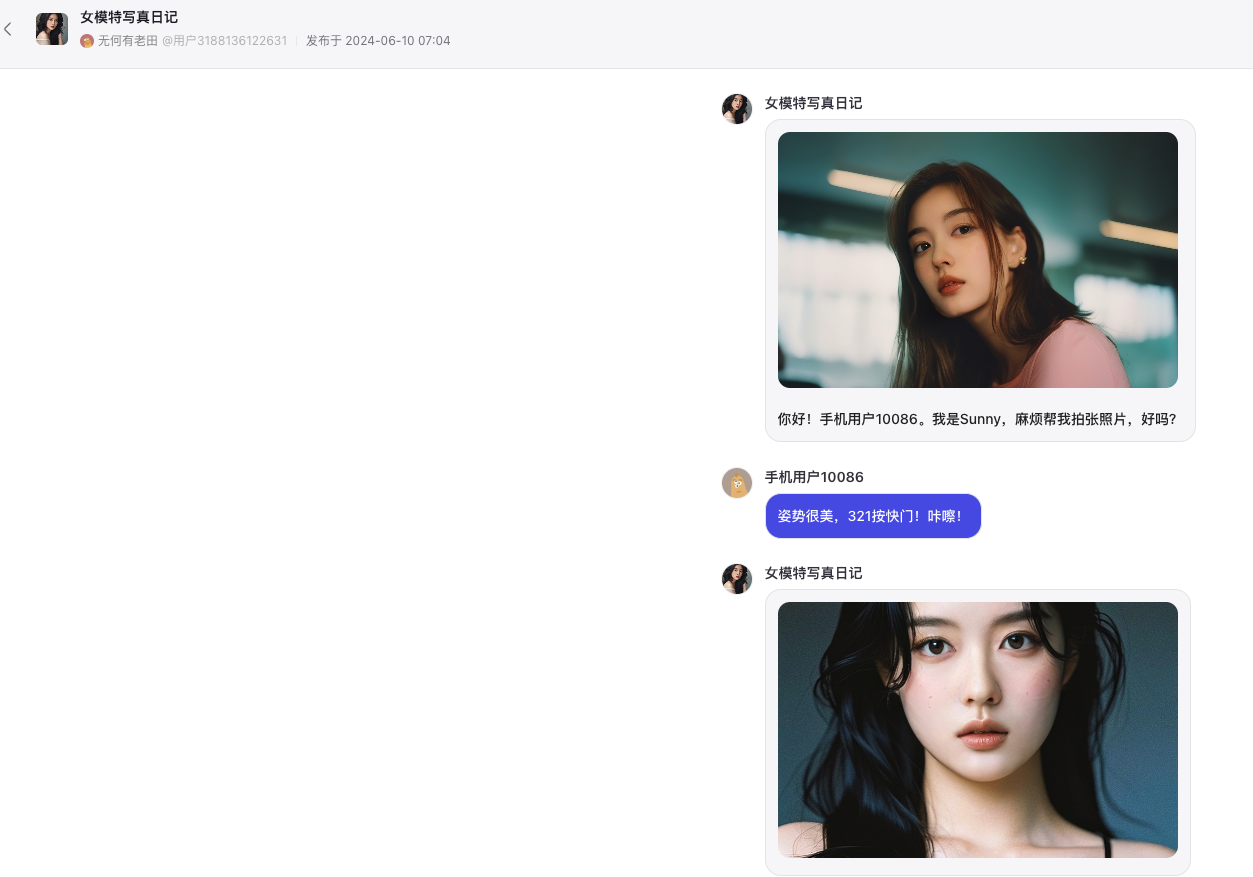 女模特写真日记
无何有老田 @用户3188136122631 发布于 2024-06-10 07:04
女模特写真日记
你好！手机用户10086。我是Sunny，麻烦帮我拍张照片，好吗?
手机用户10086
姿势很美，321按快门！咔嚓！
女模特写真日记